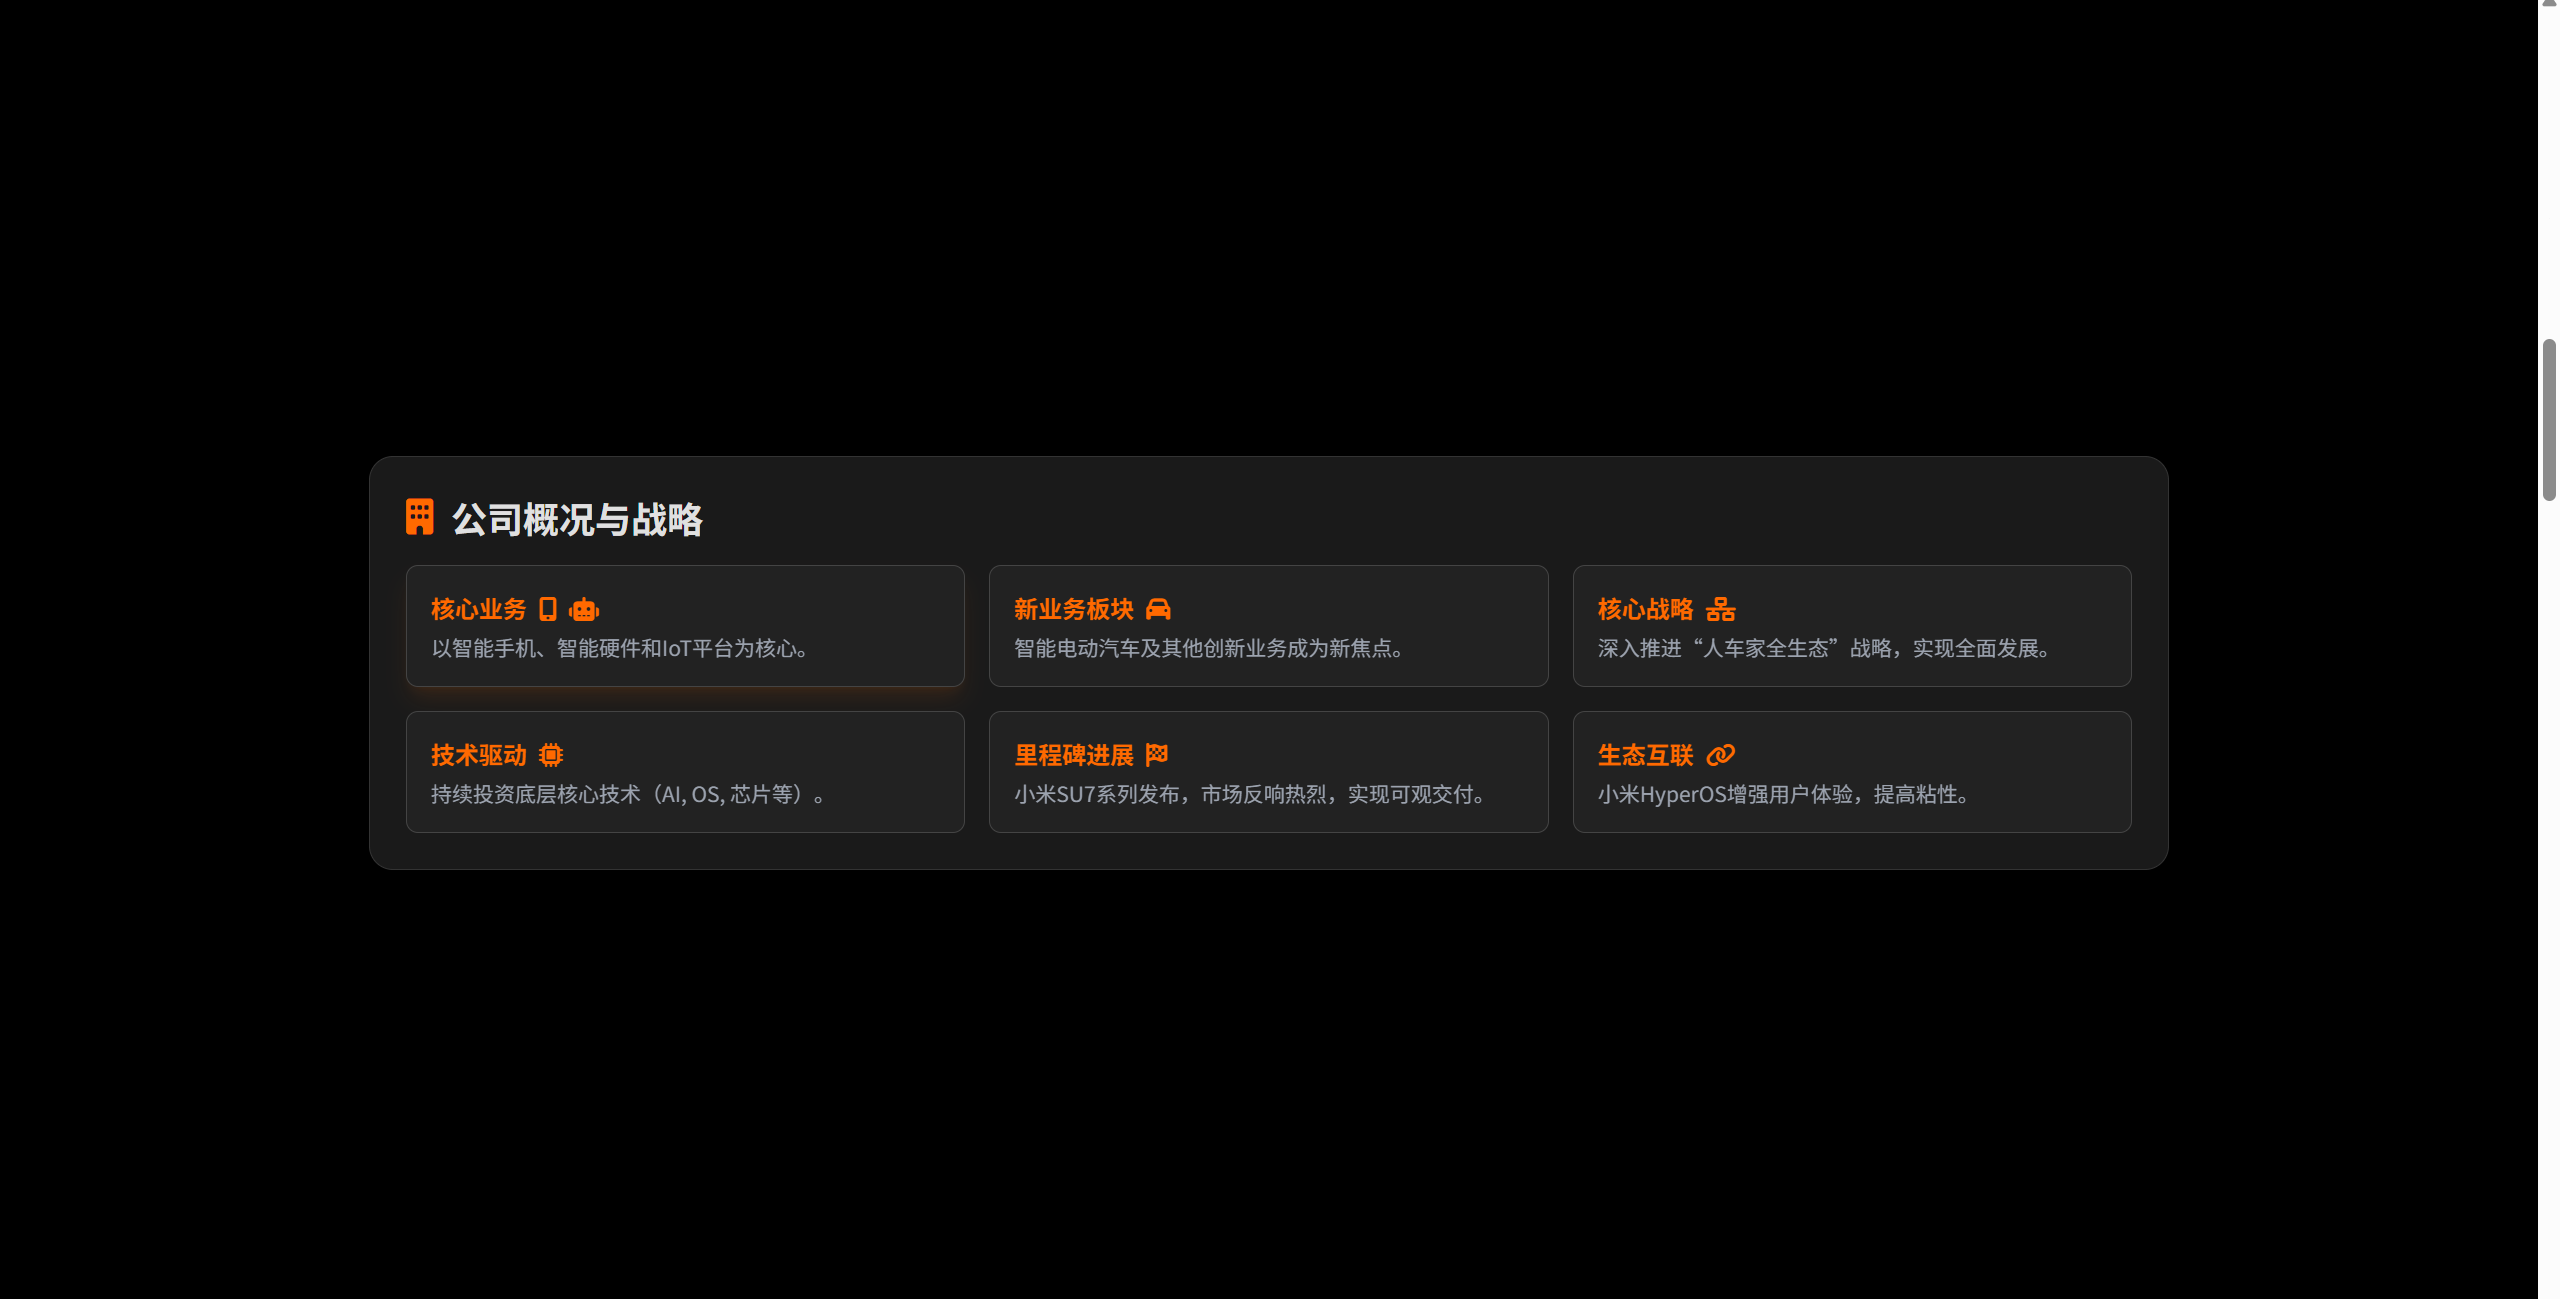 公司概况与战略
核心业务
以智能手机、智能硬件和IoT平台为核心。
新业务板块
智能电动汽车及其他创新业务成为新焦点。
核心战略
深入推进“人车家全生态”战略，实现全面发展。
技术驱动
持续投资底层核心技术（AI, OS, 芯片等）。
里程碑进展
小米SU7系列发布，市场反响热烈，实现可观交付。
生态互联
小米HyperOS增强用户体验，提高粘性。